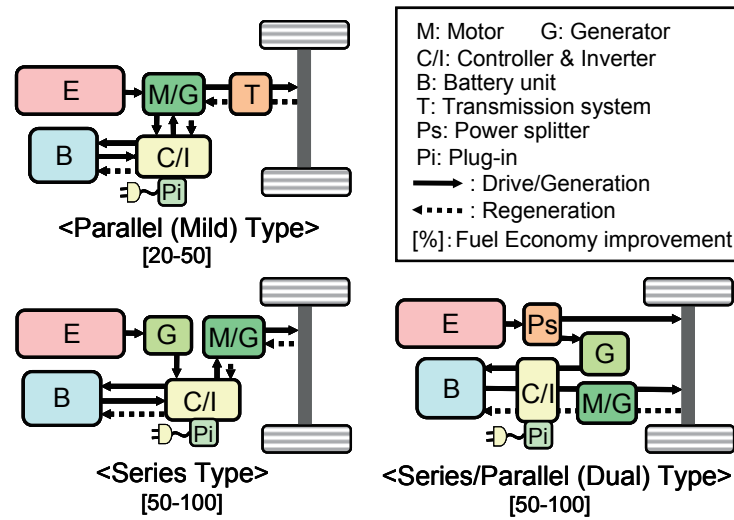 E
M/G
T
B
C/I
Pi
<Parallel (Mild) Type>
[20-50]
M: Motor G: Generator
C/I: Controller & Inverter
B: Battery unit
T: Transmission system
Ps: Power splitter
Pi: Plug-in
: Drive/Generation
: Regeneration
[%]: Fuel Economy improvement
E
G
M/G
B
C/I
Pi
<Series Type>
[50-100]
E
Ps
G
B
C/I
M/G
Pi
<Series/Parallel (Dual) Type>
[50-100]